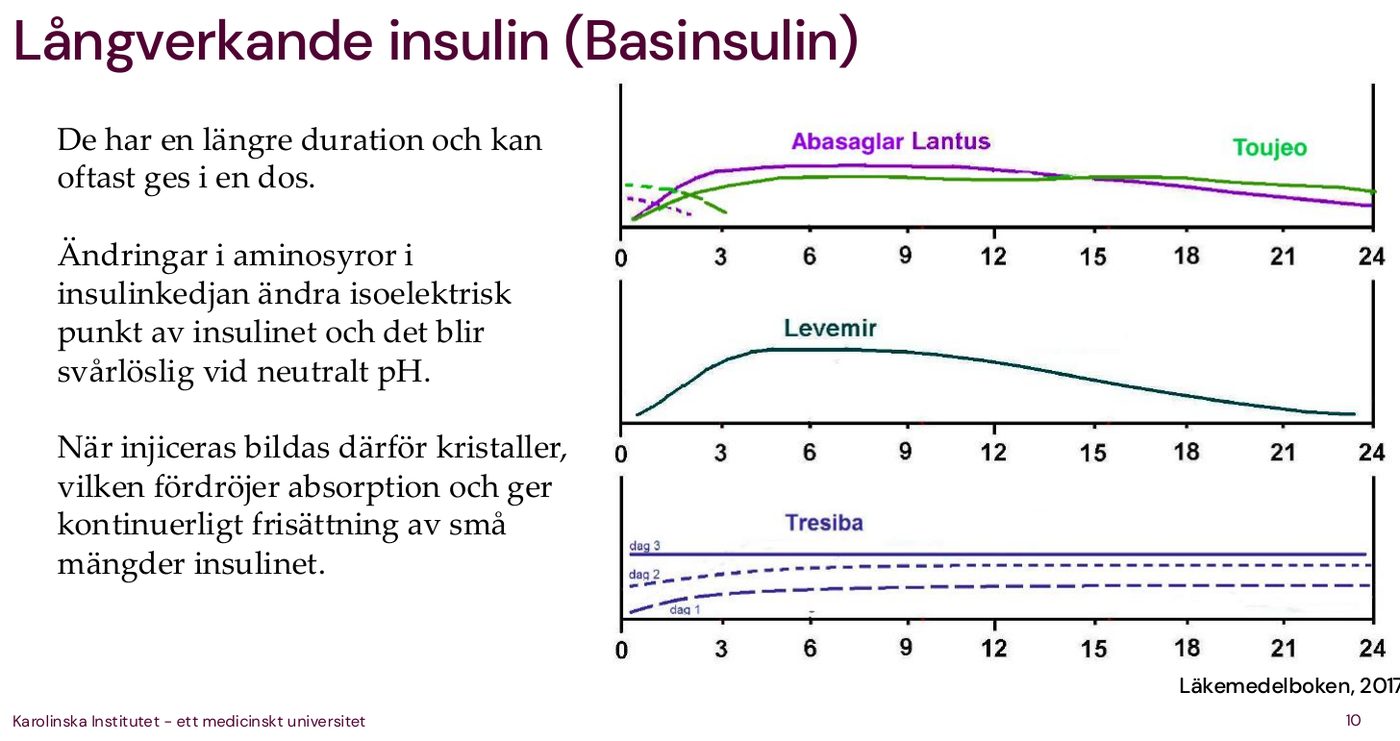 Långverkande insulin (Basinsulin)
De har en längre duration och kan
oftast ges i en dos.
Ändringar i aminosyror i
insulinkedjan ändra isoelektrisk
punkt av insulinet och det blir
svårlöslig vid neutralt pH.
När injiceras bildas därför kristaller,
vilken fördröjer absorption och ger
kontinuerligt frisättning av små
mängder insulinet.
Abasaglar Lantus
Toujeo
0 3 6 9 12 15 18 21 24
Levemir
0 3 6 9 12 15 18 21 24
Tresiba
dag 3
dag 2
dag 1
0 3 6 9 12 15 18 21 24
Läkemedelboken, 2017
Karolinska Institutet - ett medicinskt universitet
10